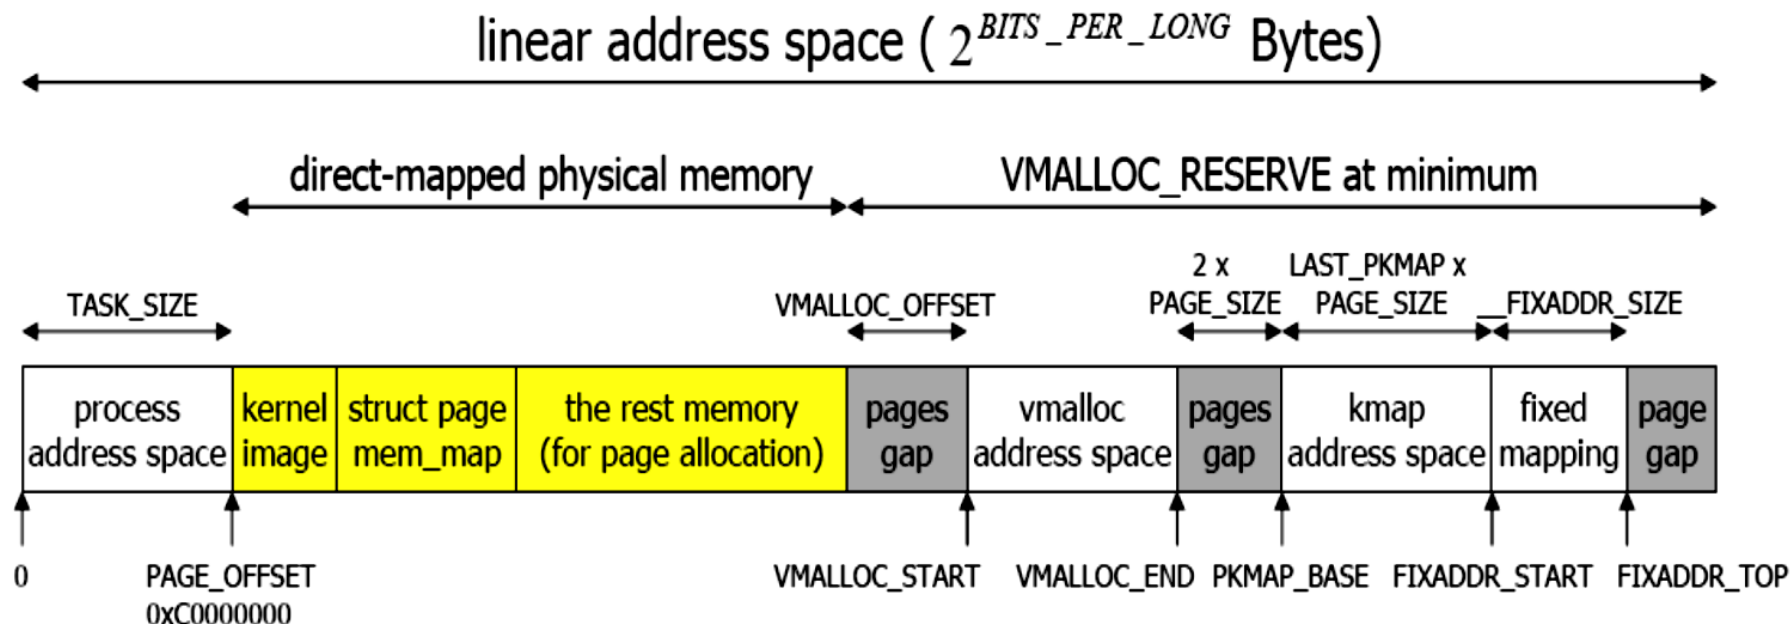 linear address space ( 2^BITS_PER_LONG Bytes)
direct-mapped physical memory
VMALLOC_RESERVE at minimum
TASK_SIZE
VMALLOC_OFFSET
2 x
PAGE_SIZE
LAST_PKMAP x
PAGE_SIZE
__FIXADDR_SIZE
process
address space
kernel
image
struct page
mem_map
the rest memory
(for page allocation)
pages
gap
vmalloc
address space
pages
gap
kmap
address space
fixed
mapping
page
gap
0
PAGE_OFFSET
0xC0000000
VMALLOC_START
VMALLOC_END
PKMAP_BASE
FIXADDR_START
FIXADDR_TOP